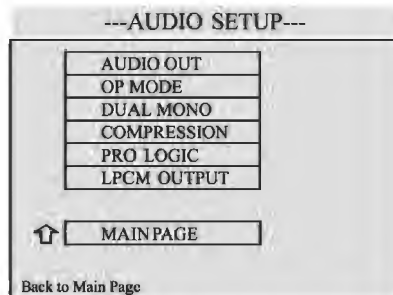 ---AUDIO SETUP---
AUDIO OUT
OP MODE
DUAL MONO
COMPRESSION
PRO LOGIC
LPCM OUTPUT
MAIN PAGE
Back to Main Page